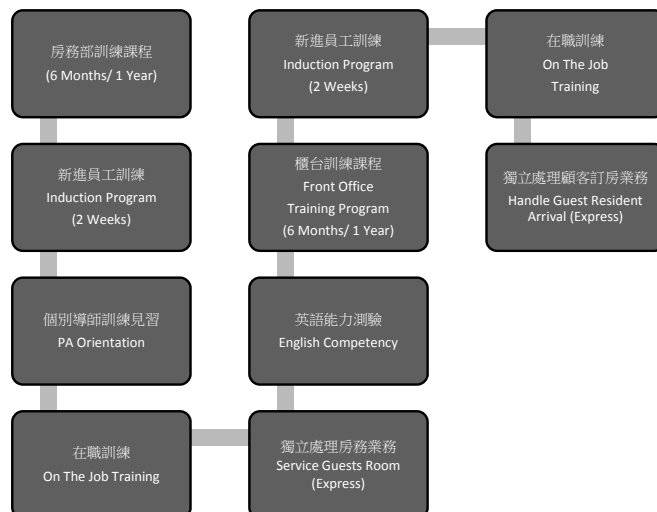 房務部訓練課程
(6 Months/ 1 Year)
新進員工訓練
Induction Program
(2 Weeks)
個別導師訓練見習
PA Orientation
在職訓練
On The Job Training
獨立處理房務業務
Service Guests Room
(Express)
英語能力測驗
English Competency
櫃台訓練課程
Front Office
Training Program
(6 Months/ 1 Year)
新進員工訓練
Induction Program
(2 Weeks)
在職訓練
On The Job
Training
獨立處理顧客訂房業務
Handle Guest Resident
Arrival (Express)